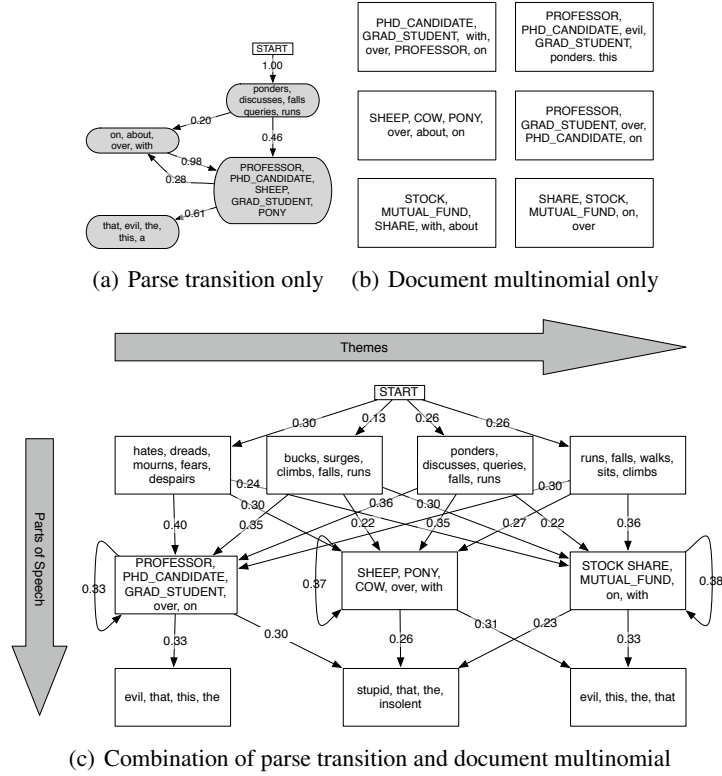 START
1.00
ponders,
discusses, falls
queries, runs
0.20
0.46
on, about,
over, with
0.98
0.28
PROFESSOR,
PHD_CANDIDATE,
SHEEP,
GRAD_STUDENT,
PONY
0.61
that, evil, the,
this, a
(a) Parse transition only
PHD_CANDIDATE,
GRAD_STUDENT, with,
over, PROFESSOR, on
PROFESSOR,
PHD_CANDIDATE, evil,
GRAD_STUDENT,
ponders. this
SHEEP, COW, PONY,
over, about, on
PROFESSOR,
GRAD_STUDENT, over,
PHD_CANDIDATE, on
STOCK,
MUTUAL_FUND,
SHARE, with, about
SHARE, STOCK,
MUTUAL_FUND, on,
over
(b) Document multinomial only
Themes
Parts of Speech
START
0.30
0.13
0.26
0.26
hates, dreads,
mourns, fears,
despairs
bucks, surges,
climbs, falls, runs
ponders,
discusses, queries,
falls, runs
runs, falls, walks,
sits, climbs
0.24
0.30
0.40
0.30
0.35
0.22
0.36
0.35
0.22
0.30
0.27
0.36
PROFESSOR,
PHD_CANDIDATE,
GRAD_STUDENT,
over, on
SHEEP, PONY,
COW, over, with
STOCK SHARE,
MUTUAL_FUND,
on, with
0.33
0.37
0.38
0.33
0.30
0.26
0.31
0.23
0.33
evil, that, this, the
stupid, that, the,
insolent
evil, this, the, that
(c) Combination of parse transition and document multinomial